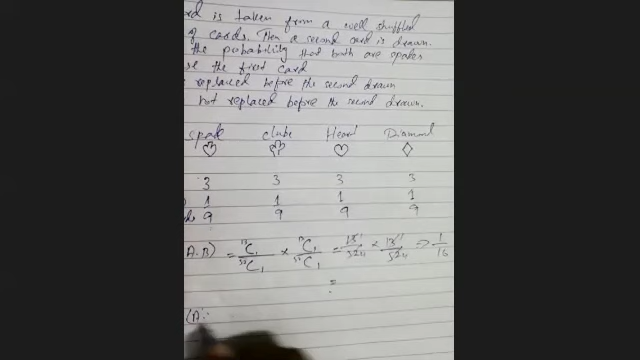 ard is taken from a well shuffled
of cards. Then a second card is drawn.
the probability that both are spades
se the first card
replaced before the second drawn
not replaced before the second drawn.
spade clubs Heard Diamond
3 3 3 3
1 1 1 1
9 9 9 9
A.B) = ¹³C₁/⁵²C₁ × ¹³C₁/⁵²C₁ = 13/52 × 13/52 ⇒ 1/16
=
(A